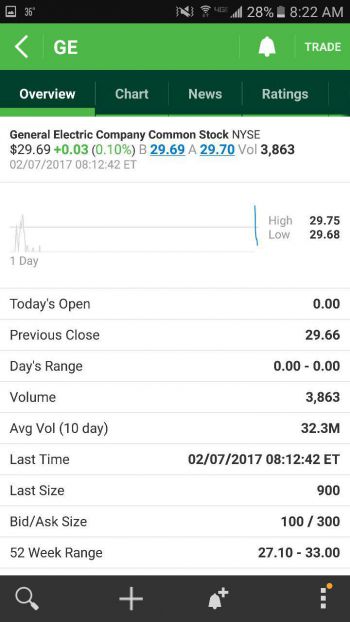 36° 4G 28% 8:22 AM
GE TRADE
Overview Chart News Ratings
General Electric Company Common Stock NYSE
$29.69 +0.03 (0.10%) B 29.69 A 29.70 Vol 3,863
02/07/2017 08:12:42 ET
High 29.75
Low 29.68
1 Day
Today's Open 0.00
Previous Close 29.66
Day's Range 0.00 - 0.00
Volume 3,863
Avg Vol (10 day) 32.3M
Last Time 02/07/2017 08:12:42 ET
Last Size 900
Bid/Ask Size 100 / 300
52 Week Range 27.10 - 33.00